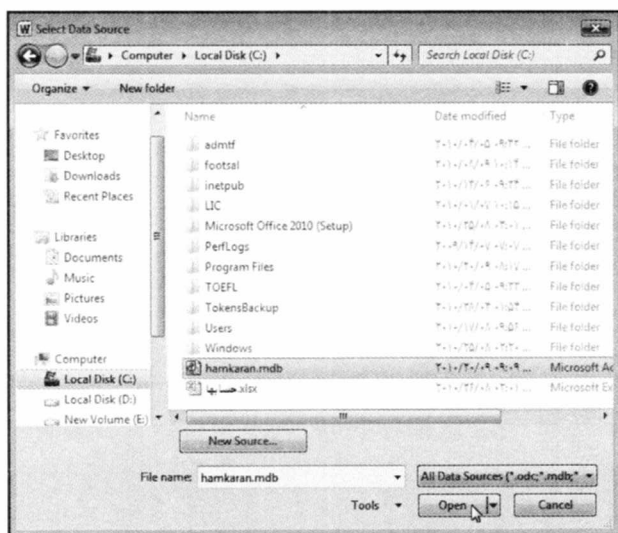 Select Data Source
Computer ▸ Local Disk (C:) ▸
Search Local Disk (C:)
Organize
New folder
Name
Date modified
Type
Favorites
Desktop
Downloads
Recent Places
Libraries
Documents
Music
Pictures
Videos
Computer
Local Disk (C:)
Local Disk (D:)
New Volume (E:)
admtf
File folder
footsal
File folder
inetpub
File folder
LIC
File folder
Microsoft Office 2010 (Setup)
File folder
PerfLogs
File folder
Program Files
File folder
TOEFL
File folder
TokensBackup
File folder
Users
File folder
Windows
File folder
hamkaran.mdb
Microsoft Ac
حسابها.xlsx
Microsoft Ex
New Source...
File name:
hamkaran.mdb
All Data Sources (*.odc;*.mdb;*
Tools
Open
Cancel